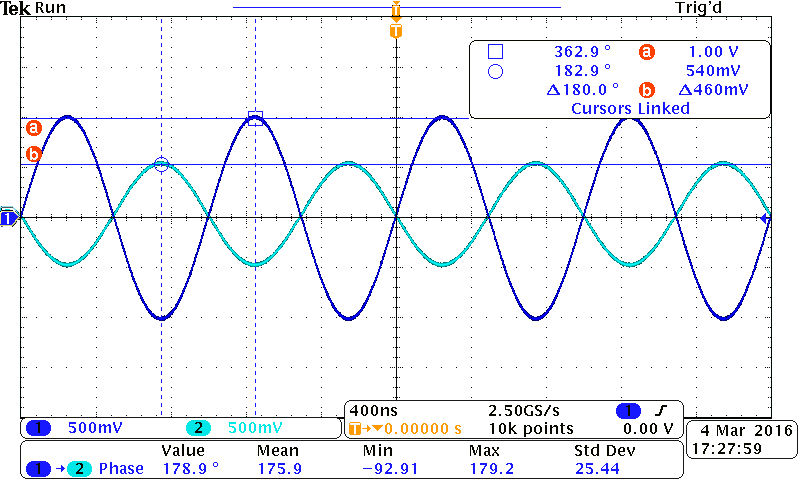 Tek Run Trig'd
T
T
362.9 ° a 1.00 V
182.9 ° 540mV
Δ180.0 ° b Δ460mV
Cursors Linked
a
b
1
1 500mV 2 500mV
400ns 2.50GS/s 1
T→▼0.00000 s 10k points 0.00 V
4 Mar 2016
17:27:59
Value Mean Min Max Std Dev
1 → 2 Phase 178.9 ° 175.9 −92.91 179.2 25.44